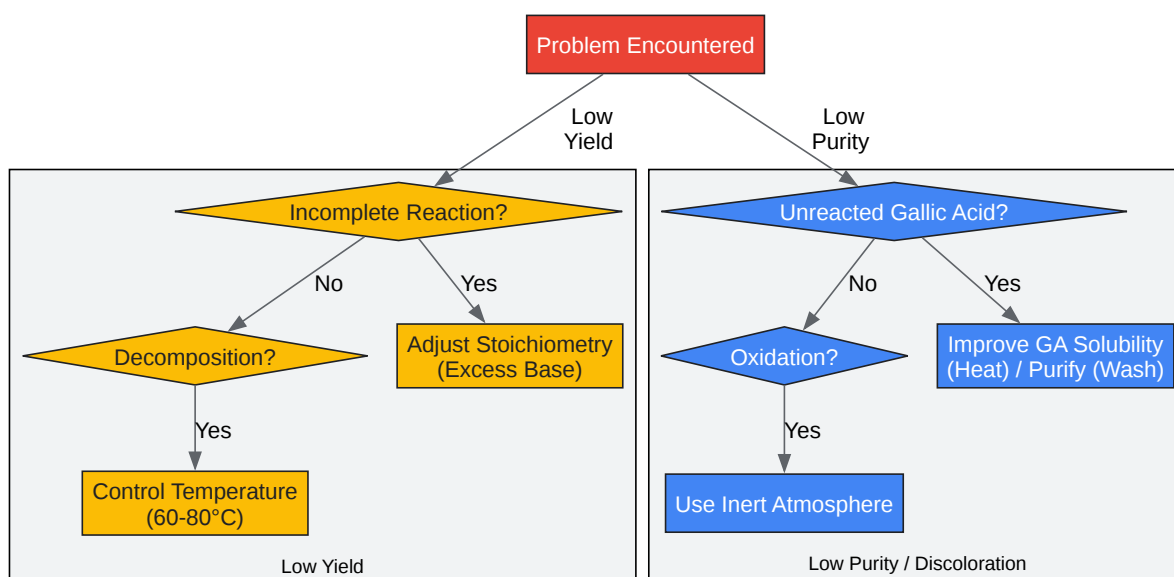 Problem Encountered
Low
Yield
Low
Purity
Incomplete Reaction?
Unreacted Gallic Acid?
No
Yes
No
Yes
Decomposition?
Adjust Stoichiometry
(Excess Base)
Oxidation?
Improve GA Solubility
(Heat) / Purify (Wash)
Yes
Yes
Control Temperature
(60-80°C)
Use Inert Atmosphere
Low Yield
Low Purity / Discoloration